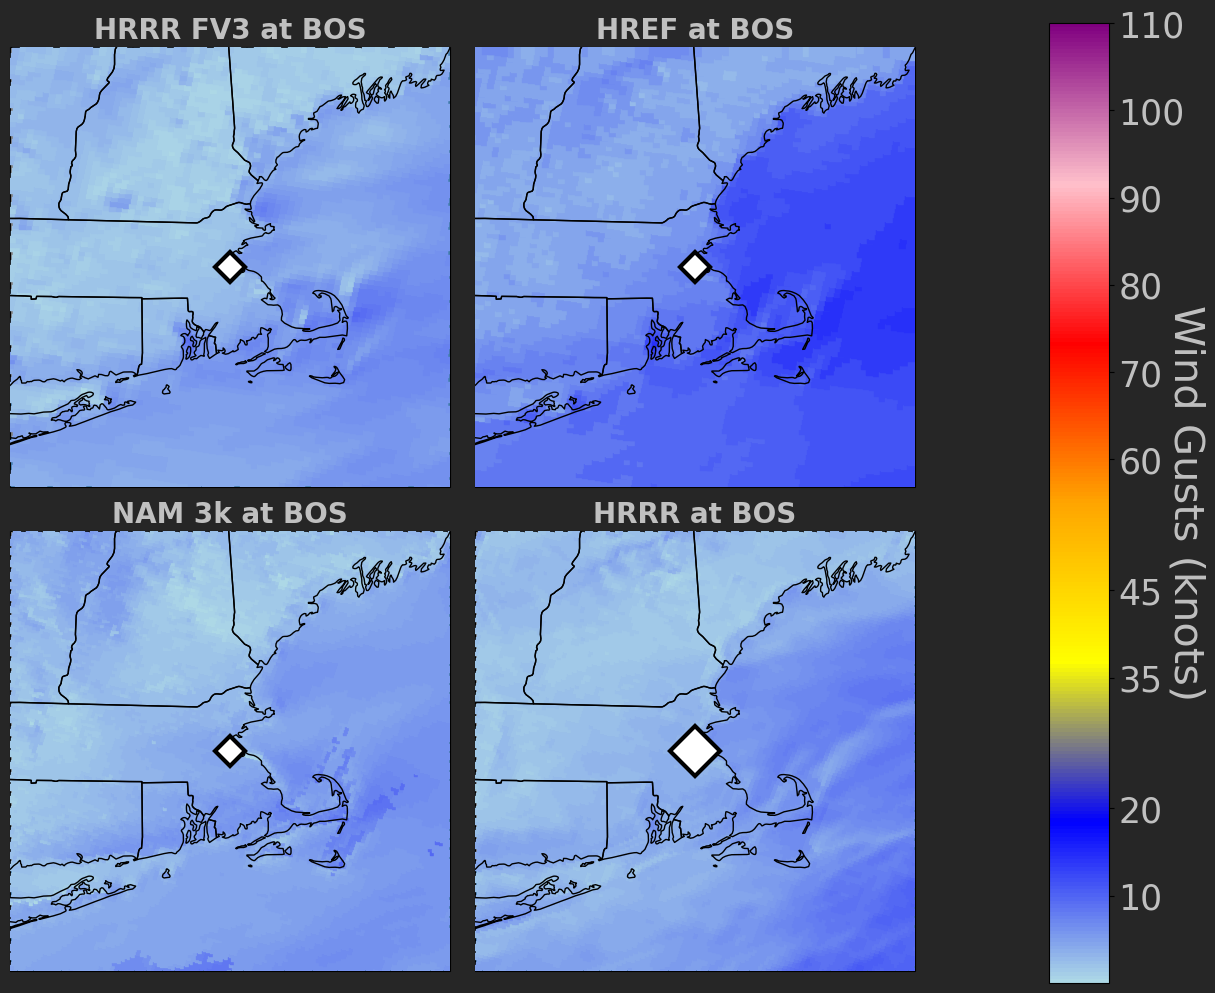 HRRR FV3 at BOS
HREF at BOS
NAM 3k at BOS
HRRR at BOS
110
100
90
80
70
60
45
35
20
10
Wind Gusts (knots)